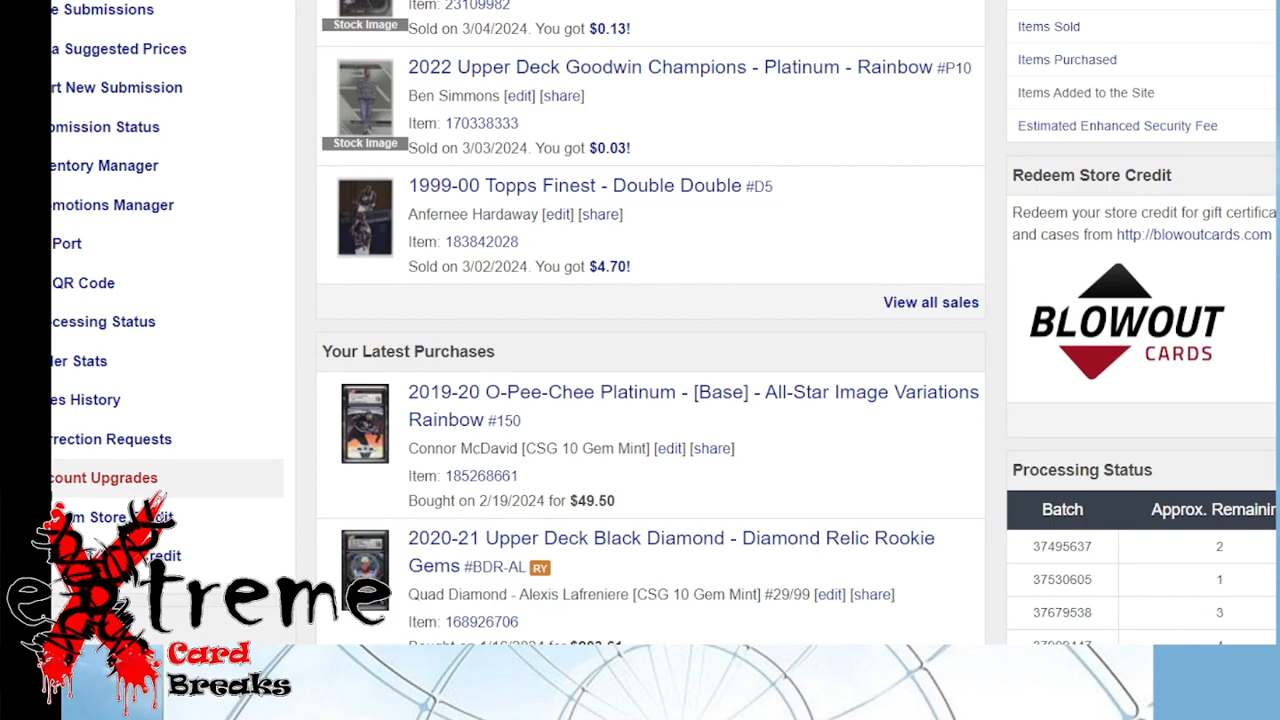 e Submissions
a Suggested Prices
rt New Submission
omission Status
entory Manager
omotions Manager
Port
QR Code
cessing Status
ler Stats
es History
rrection Requests
count Upgrades
m Store
redit
Item: 23109982
Stock Image
Sold on 3/04/2024. You got $0.13!
2022 Upper Deck Goodwin Champions - Platinum - Rainbow #P10
Ben Simmons [edit] [share]
Item: 170338333
Stock Image
Sold on 3/03/2024. You got $0.03!
1999-00 Topps Finest - Double Double #D5
Anfernee Hardaway [edit] [share]
Item: 183842028
Sold on 3/02/2024. You got $4.70!
View all sales
Your Latest Purchases
2019-20 O-Pee-Chee Platinum - [Base] - All-Star Image Variations
Rainbow #150
Connor McDavid [CSG 10 Gem Mint] [edit] [share]
Item: 185268661
Bought on 2/19/2024 for $49.50
2020-21 Upper Deck Black Diamond - Diamond Relic Rookie
Gems #BDR-AL RY
Quad Diamond - Alexis Lafreniere [CSG 10 Gem Mint] #29/99 [edit] [share]
Item: 168926706
Items Sold
Items Purchased
Items Added to the Site
Estimated Enhanced Security Fee
Redeem Store Credit
Redeem your store credit for gift certifica
and cases from http://blowoutcards.com
BLOWOUT
CARDS
Processing Status
Batch Approx. Remainin
37495637 2
37530605 1
37679538 3
eXtreme
Card
Breaks